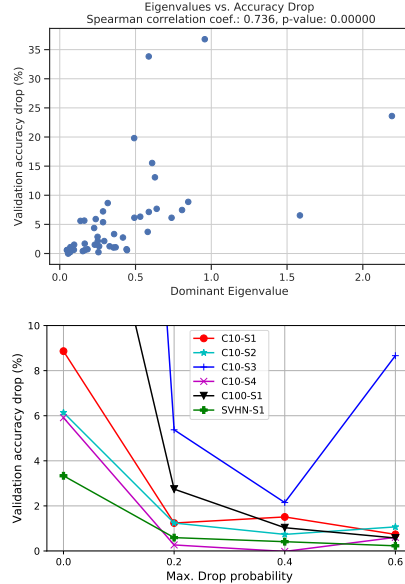 Eigenvalues vs. Accuracy Drop
Spearman correlation coef.: 0.736, p-value: 0.00000
35
30
25
20
15
10
5
0
Validation accuracy drop (%)
0.0 0.5 1.0 1.5 2.0
Dominant Eigenvalue
10
8
6
4
2
0
Validation accuracy drop (%)
C10-S1
C10-S2
C10-S3
C10-S4
C100-S1
SVHN-S1
0.0 0.2 0.4 0.6
Max. Drop probability